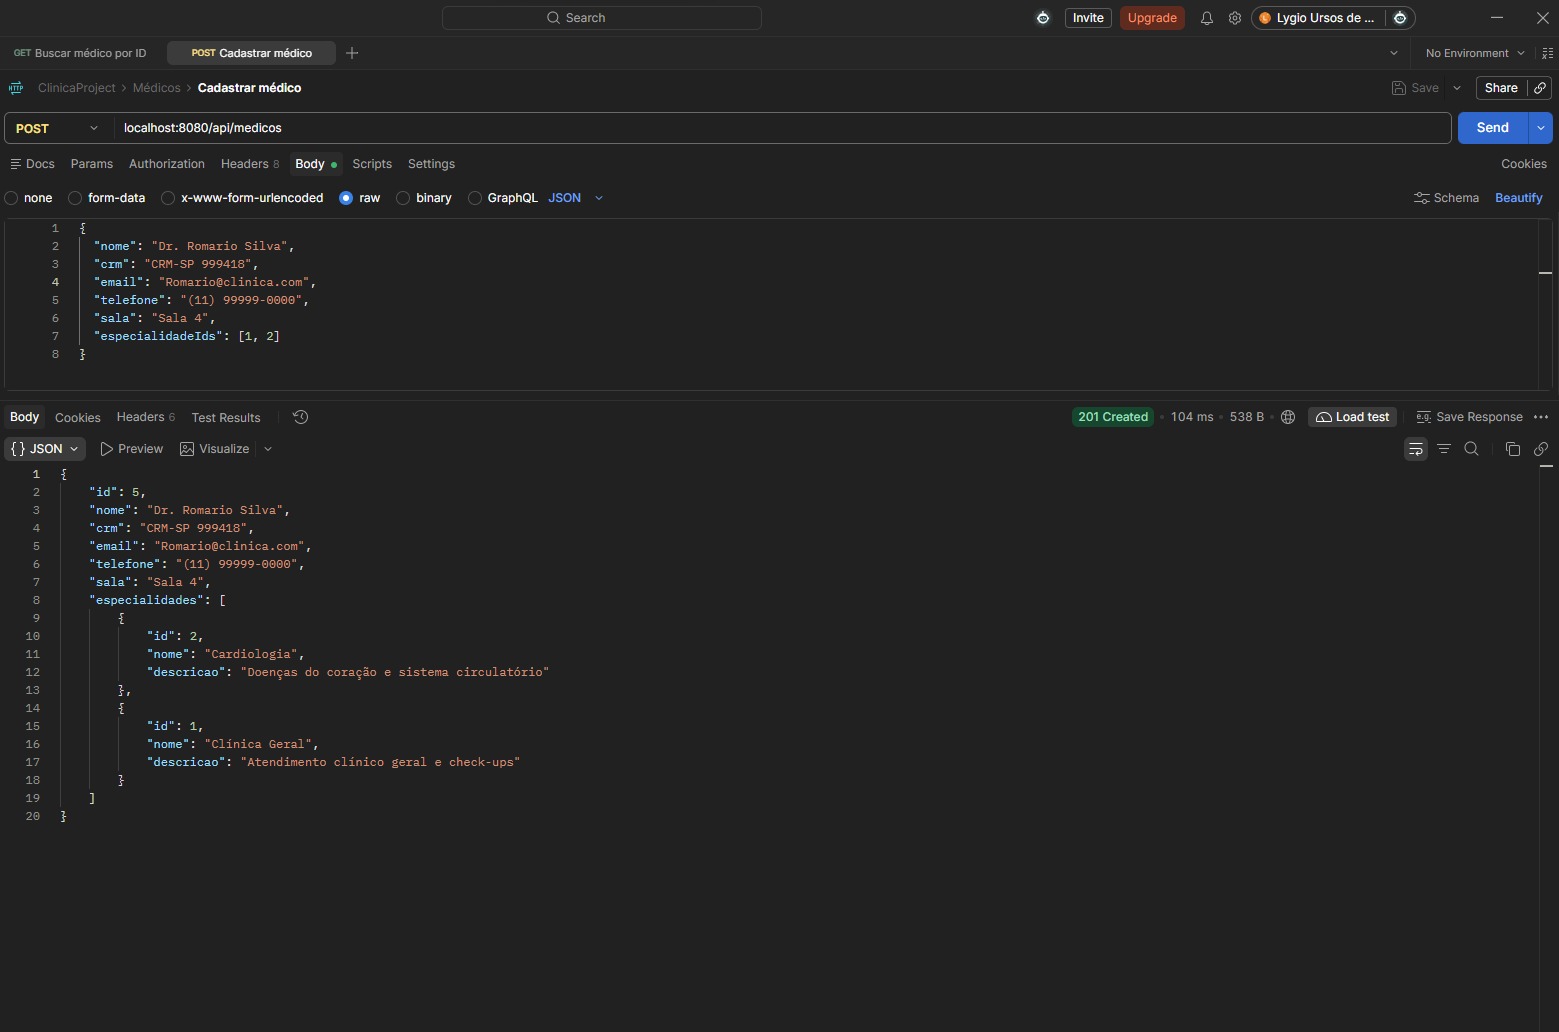 Search
Invite
Upgrade
Lygio Ursos de ...
GET Buscar médico por ID
POST Cadastrar médico
No Environment
HTTP ClinicaProject > Médicos > Cadastrar médico
Save
Share
POST
localhost:8080/api/medicos
Send
Docs Params Authorization Headers 8 Body Scripts Settings
Cookies
none form-data x-www-form-urlencoded raw binary GraphQL JSON
Schema Beautify
1 {
2 "nome": "Dr. Romario Silva",
3 "crm": "CRM-SP 999418",
4 "email": "Romario@clinica.com",
5 "telefone": "(11) 99999-0000",
6 "sala": "Sala 4",
7 "especialidadeIds": [1, 2]
8 }
Body Cookies Headers 6 Test Results
201 Created • 104 ms • 538 B
Load test
e.g. Save Response
{} JSON Preview Visualize
1 {
2 "id": 5,
3 "nome": "Dr. Romario Silva",
4 "crm": "CRM-SP 999418",
5 "email": "Romario@clinica.com",
6 "telefone": "(11) 99999-0000",
7 "sala": "Sala 4",
8 "especialidades": [
9 {
10 "id": 2,
11 "nome": "Cardiologia",
12 "descricao": "Doenças do coração e sistema circulatório"
13 },
14 {
15 "id": 1,
16 "nome": "Clínica Geral",
17 "descricao": "Atendimento clínico geral e check-ups"
18 }
19 ]
20 }